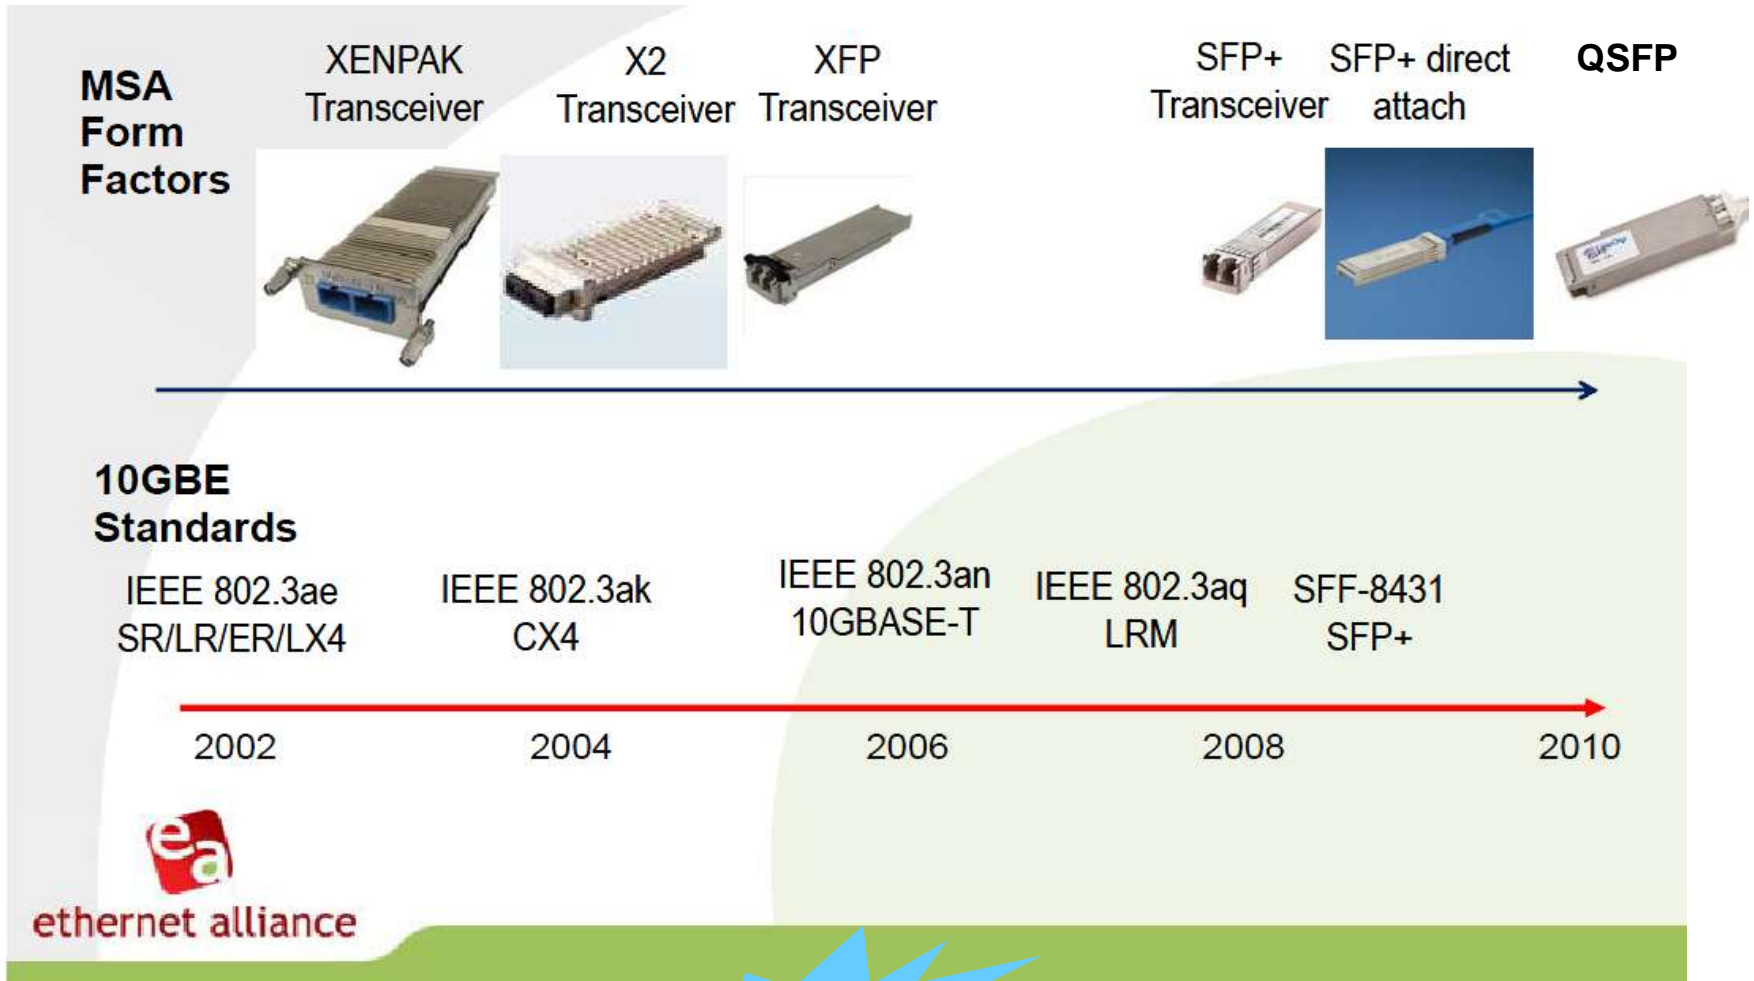 MSA
Form
Factors
XENPAK
Transceiver
X2
Transceiver
XFP
Transceiver
SFP+
Transceiver
SFP+ direct
attach
QSFP
10GBE
Standards
IEEE 802.3ae
SR/LR/ER/LX4
IEEE 802.3ak
CX4
IEEE 802.3an
10GBASE-T
IEEE 802.3aq
LRM
SFF-8431
SFP+
2002
2004
2006
2008
2010
ea
ethernet alliance